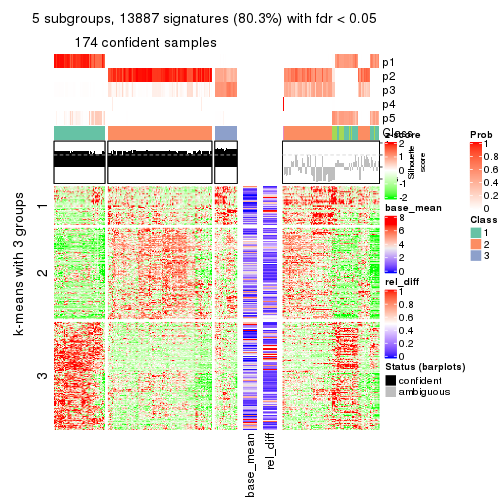 5 subgroups, 13887 signatures (80.3%) with fdr < 0.05
174 confident samples
p1
p2
p3
p4
p5
Class
z-score
2
1
0
-1
-2
Silhouette
score
Prob
1
0.8
0.6
0.4
0.2
0
Class
1
2
3
base_mean
8
6
4
2
0
rel_diff
1
0.8
0.6
0.4
0.2
0
Status (barplots)
confident
ambiguous
k-means with 3 groups
1
2
3
base_mean
rel_diff